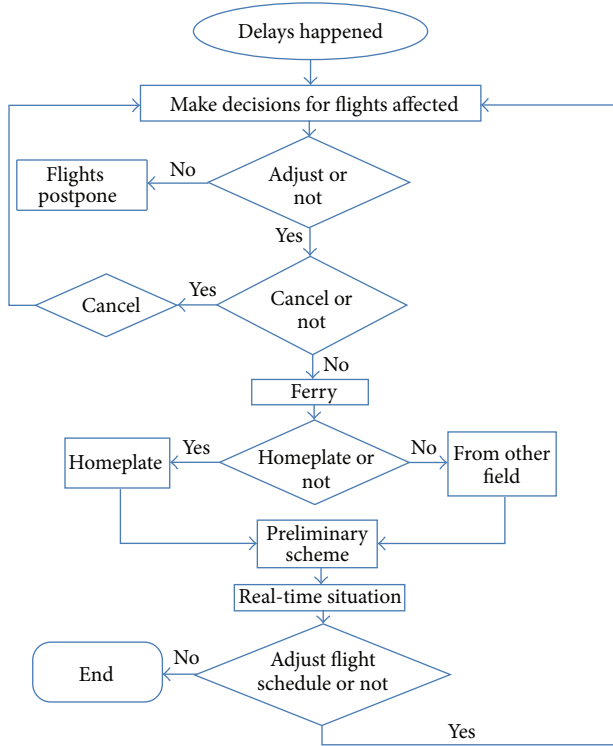 Delays happened
Make decisions for flights affected
No
Flights
postpone
Adjust or
not
Yes
Cancel
Yes
Cancel or
not
No
Ferry
Homeplate
Yes
Homeplate or
not
No
From other
field
Preliminary
scheme
Real-time situation
End
No
Adjust flight
schedule or not
Yes